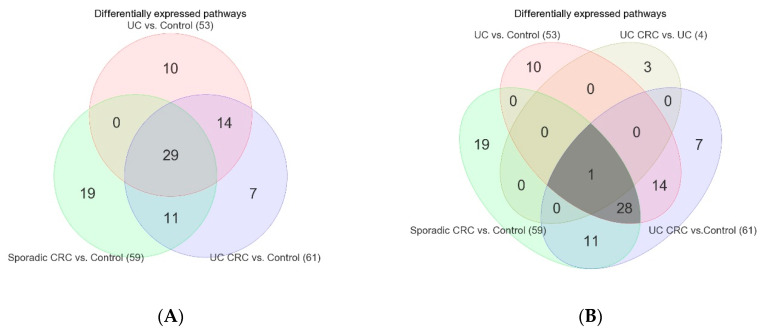 Differentially expressed pathways
UC vs. Control (53)
10
0
14
29
19
7
11
Sporadic CRC vs. Control (59)
UC CRC vs. Control (61)
(A)
Differentially expressed pathways
UC vs. Control (53)
UC CRC vs. UC (4)
10
3
0
0
0
19
0
0
7
1
0
14
0
28
Sporadic CRC vs. Control (59)
UC CRC vs.Control (61)
11
(B)